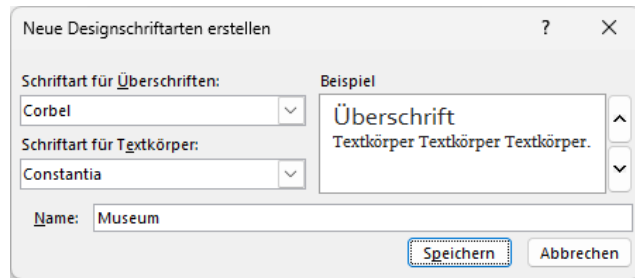 Neue Designschriftarten erstellen
Schriftart für Überschriften:
Corbel
Schriftart für Textkörper:
Constantia
Beispiel
Überschrift
Textkörper Textkörper Textkörper.
Name: Museum
Speichern Abbrechen